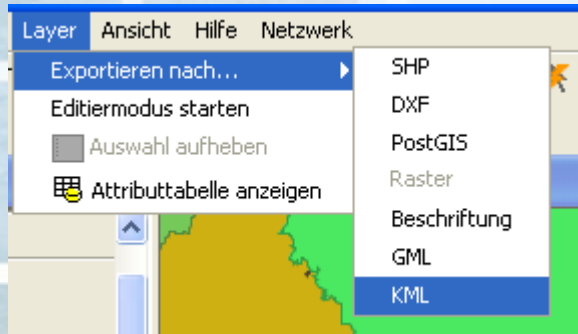 Layer Ansicht Hilfe Netzwerk
Exportieren nach...
Editiermodus starten
Auswahl aufheben
Attributtabelle anzeigen
SHP
DXF
PostGIS
Raster
Beschriftung
GML
KML